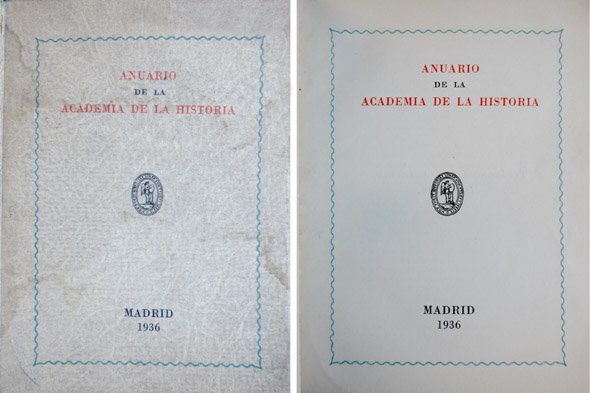 ANUARIO
DE LA
ACADEMIA DE LA HISTORIA
MADRID
1936
ANUARIO
DE LA
ACADEMIA DE LA HISTORIA
MADRID
1936